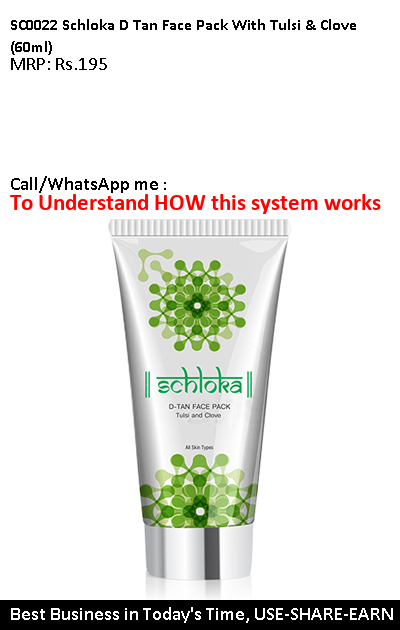 SC0022 Schloka D Tan Face Pack With Tulsi & Clove
(60ml)
MRP: Rs.195
Call/WhatsApp me :
To Understand HOW this system works
schloka
D-TAN FACE PACK
Tulsi and Clove
All Skin Types
Best Business in Today's Time, USE-SHARE-EARN